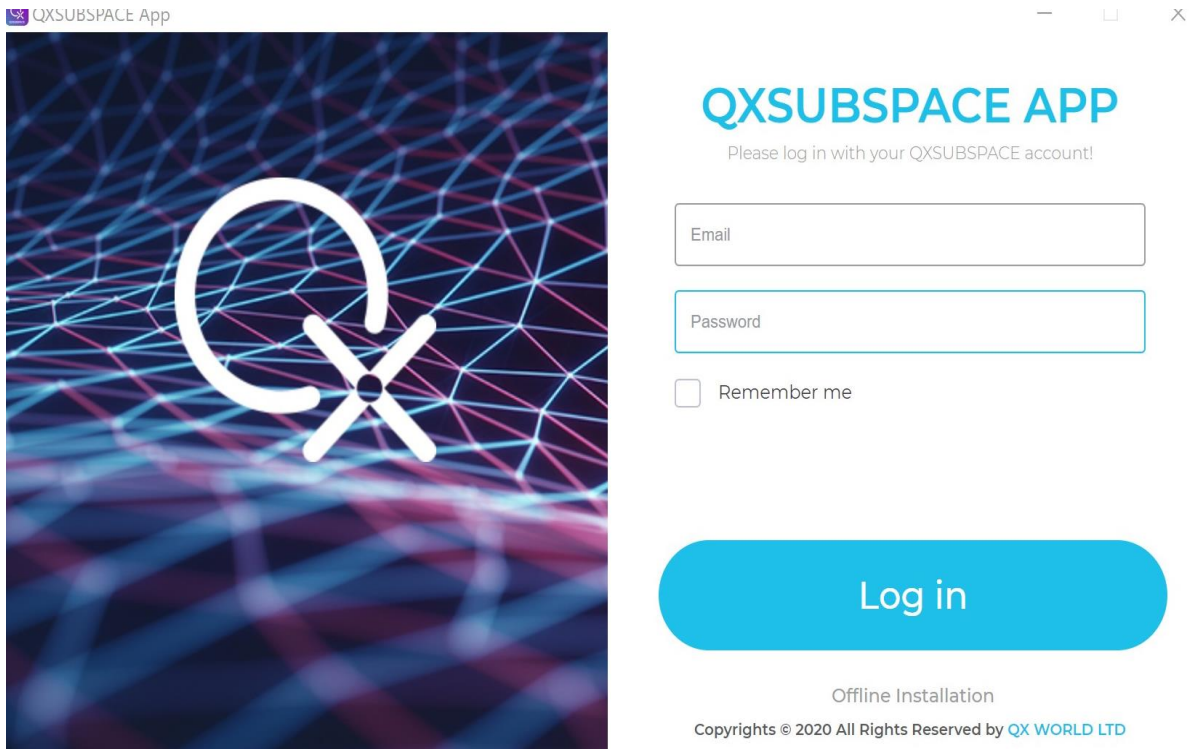 QXSUBSPACE App
QXSUBSPACE APP
Please log in with your QXSUBSPACE account!
Email
Password
Remember me
Log in
Offline Installation
Copyrights © 2020 All Rights Reserved by QX WORLD LTD